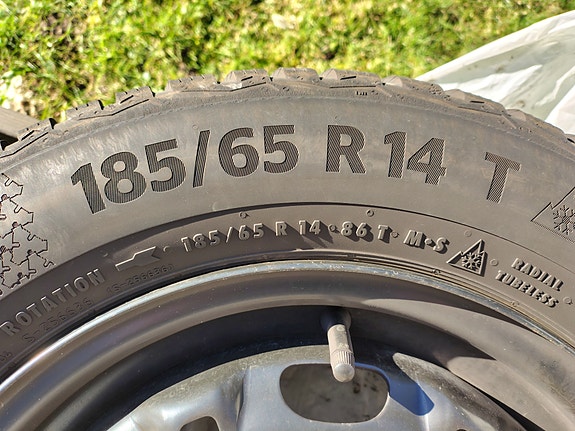 185/65 R 14 T
ROTATION 185/65 R 14 • 86 T • M•S
RADIAL
TUBELESS